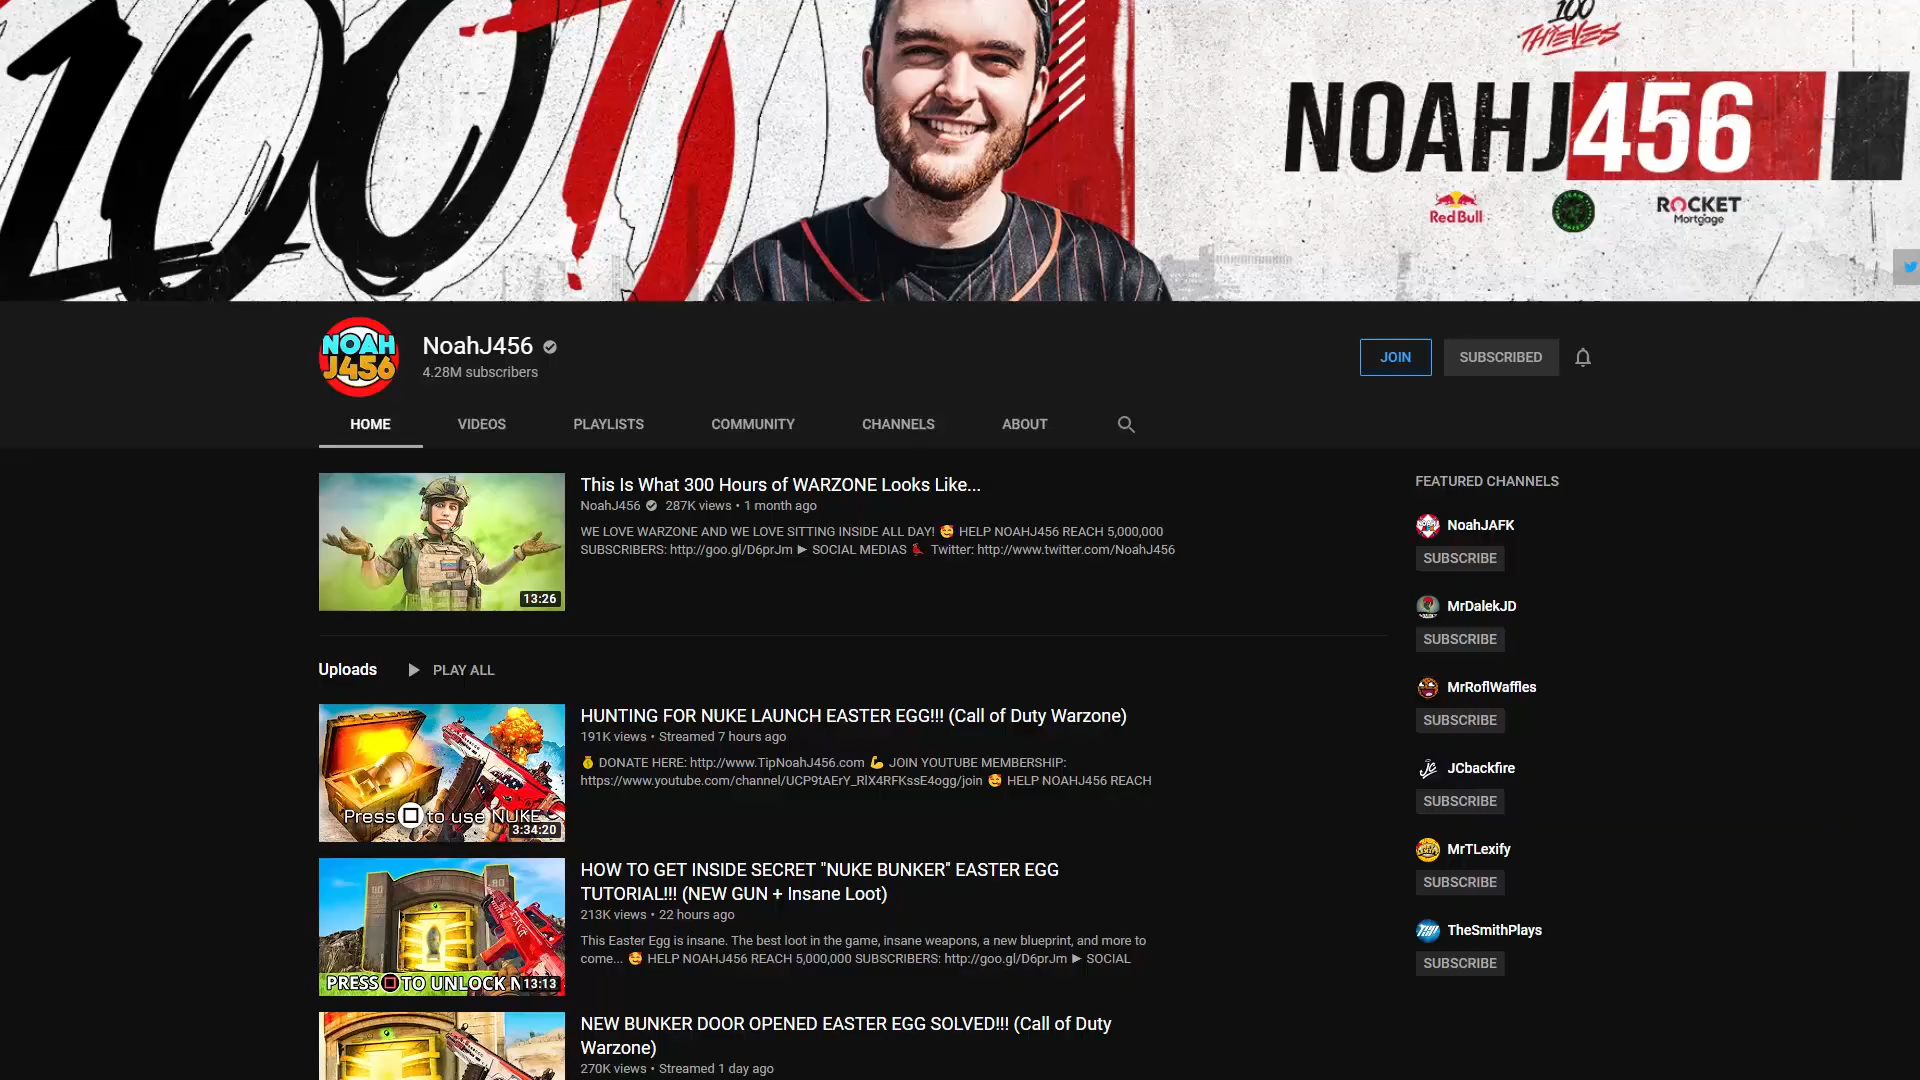 100T
100
THIEVES
NOAHJ456
Red Bull
ROCKET
Mortgage
NOAH
J456
NoahJ456
4.28M subscribers
JOIN
SUBSCRIBED
HOME
VIDEOS
PLAYLISTS
COMMUNITY
CHANNELS
ABOUT
This Is What 300 Hours of WARZONE Looks Like...
NoahJ456 287K views • 1 month ago
WE LOVE WARZONE AND WE LOVE SITTING INSIDE ALL DAY! 🥰 HELP NOAHJ456 REACH 5,000,000
SUBSCRIBERS: http://goo.gl/D6prJm ► SOCIAL MEDIAS 🐦 Twitter: http://www.twitter.com/NoahJ456
13:26
Uploads
PLAY ALL
HUNTING FOR NUKE LAUNCH EASTER EGG!!! (Call of Duty Warzone)
191K views • Streamed 7 hours ago
💰 DONATE HERE: http://www.TipNoahJ456.com 💪 JOIN YOUTUBE MEMBERSHIP:
https://www.youtube.com/channel/UCP9tAErY_RlX4RFKssE4ogg/join 🥰 HELP NOAHJ456 REACH
Press to use NUKE
3:34:20
HOW TO GET INSIDE SECRET "NUKE BUNKER" EASTER EGG
TUTORIAL!!! (NEW GUN + Insane Loot)
213K views • 22 hours ago
This Easter Egg is insane. The best loot in the game, insane weapons, a new blueprint, and more to
come... 🥰 HELP NOAHJ456 REACH 5,000,000 SUBSCRIBERS: http://goo.gl/D6prJm ► SOCIAL
PRESS TO UNLOCK N
13:13
NEW BUNKER DOOR OPENED EASTER EGG SOLVED!!! (Call of Duty
Warzone)
270K views • Streamed 1 day ago
FEATURED CHANNELS
NoahJAFK
SUBSCRIBE
MrDalekJD
SUBSCRIBE
MrRoflWaffles
SUBSCRIBE
JCbackfire
SUBSCRIBE
MrTLexify
SUBSCRIBE
TheSmithPlays
SUBSCRIBE